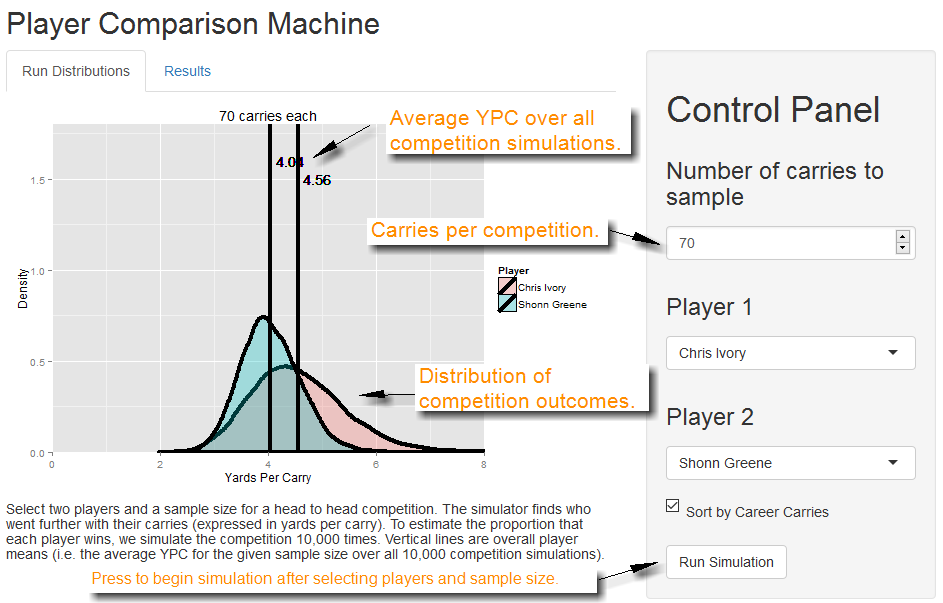 Player Comparison Machine
Run Distributions
Results
70 carries each
Average YPC over all
competition simulations.
4.04
4.56
1.5
1.0
0.5
0.0
Density
0
2
4
6
8
Yards Per Carry
Carries per competition.
Player
Chris Ivory
Shonn Greene
Distribution of
competition outcomes.
Select two players and a sample size for a head to head competition. The simulator finds who
went further with their carries (expressed in yards per carry). To estimate the proportion that
each player wins, we simulate the competition 10,000 times. Vertical lines are overall player
means (i.e. the average YPC for the given sample size over all 10,000 competition simulations).
Press to begin simulation after selecting players and sample size.
Control Panel
Number of carries to
sample
70
Player 1
Chris Ivory
Player 2
Shonn Greene
Sort by Career Carries
Run Simulation